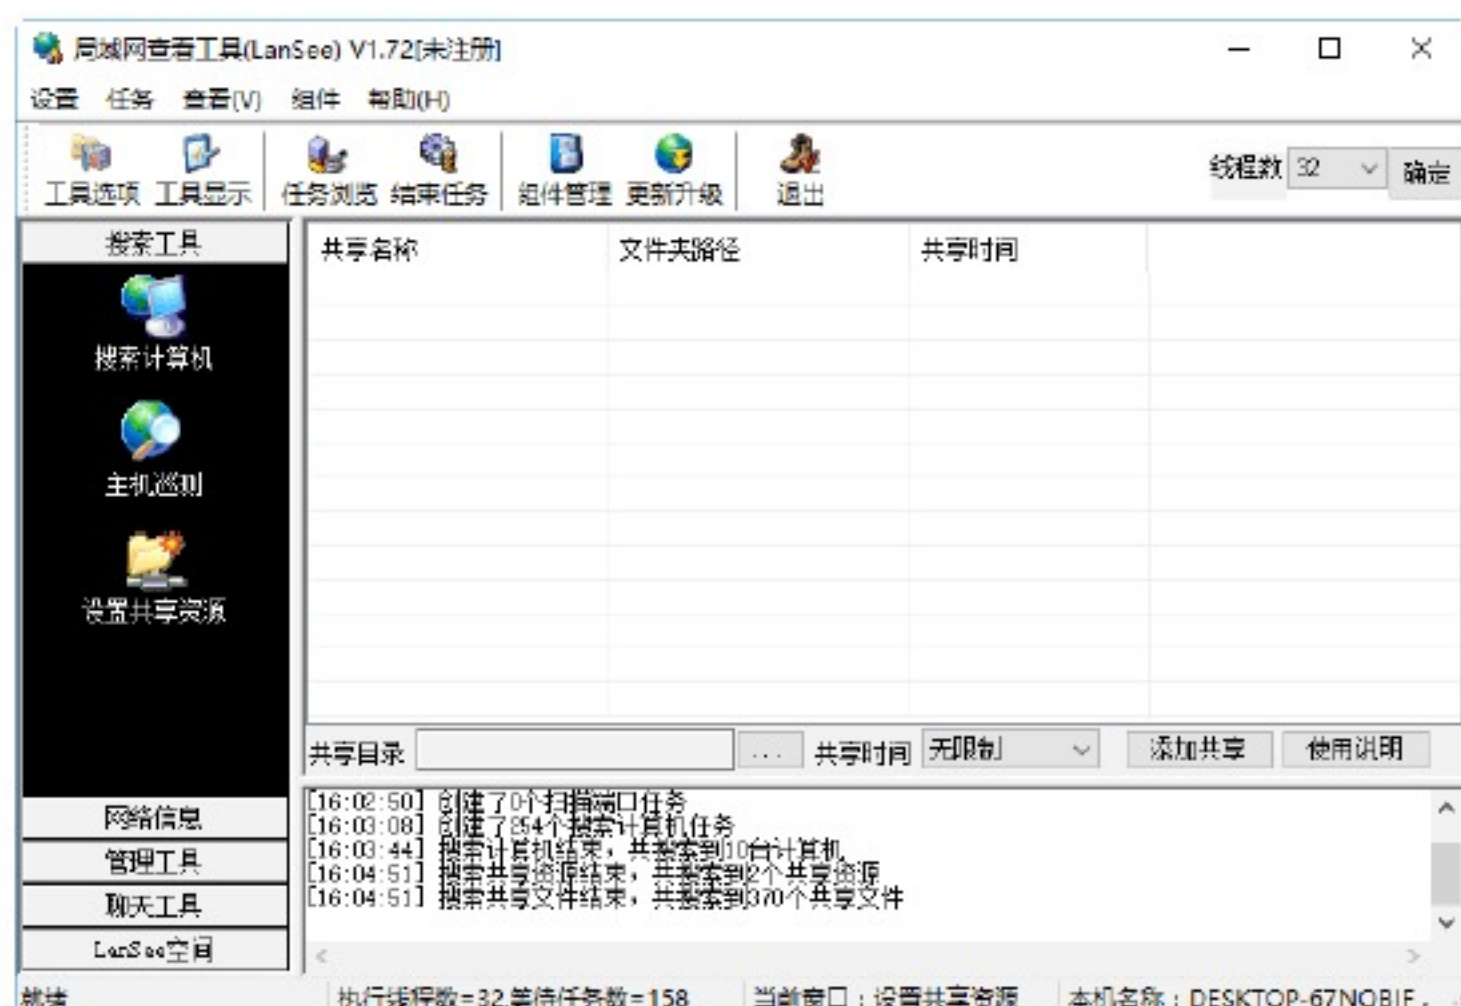 局域网查看工具(LanSee) V1.72[未注册]
设置 任务 查看(V) 组件 帮助(H)
工具选项 工具显示 任务浏览 结束任务 组件管理 更新升级 退出 线程数 32 确定
搜索工具
共享名称 文件夹路径 共享时间
搜索计算机
主机巡测
设置共享资源
共享目录 ... 共享时间 无限制 添加共享 使用说明
网络信息
管理工具
聊天工具
LanSee空间
[16:02:50] 创建了0个扫描端口任务
[16:03:08] 创建了254个搜索计算机任务
[16:03:44] 搜索计算机结束，共搜索到10台计算机
[16:04:51] 搜索共享资源结束，共搜索到2个共享资源
[16:04:51] 搜索共享文件结束，共搜索到370个共享文件
就绪 执行线程数=32,等待任务数=158 当前窗口：设置共享资源 本机名称：DESKTOP-67NOBIF，